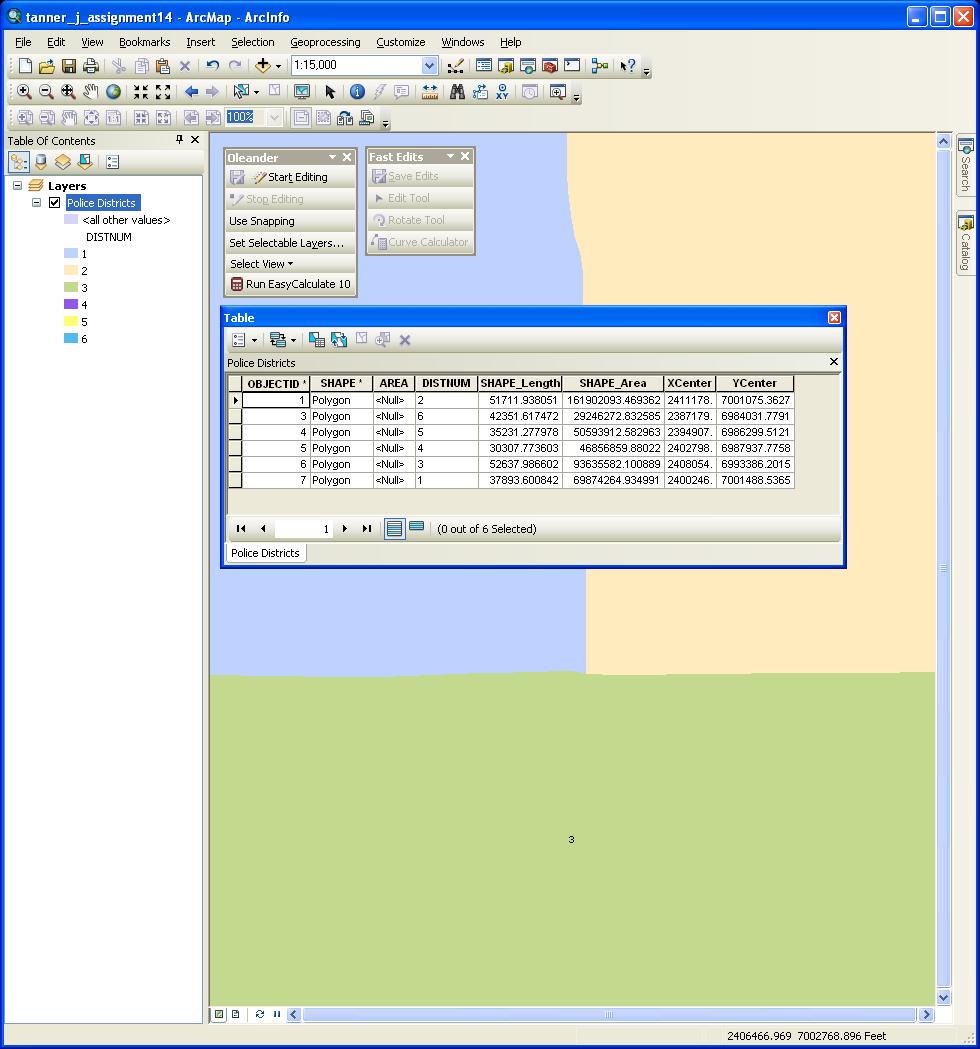 tanner_j_assignment14 - ArcMap - ArcInfo
File Edit View Bookmarks Insert Selection Geoprocessing Customize Windows Help
1:15,000
100%
Table Of Contents
Layers
Police Districts
<all other values>
DISTNUM
1
2
3
4
5
6
Oleander
Start Editing
Stop Editing
Use Snapping
Set Selectable Layers...
Select View
Run EasyCalculate 10
Fast Edits
Save Edits
Edit Tool
Rotate Tool
Curve Calculator
Search
Catalog
Table
Police Districts
OBJECTID * SHAPE * AREA DISTNUM SHAPE_Length SHAPE_Area XCenter YCenter
1 Polygon <Null> 2 51711.938051 161902093.469362 2411178. 7001075.3627
3 Polygon <Null> 6 42351.617472 29246272.832585 2387179. 6984031.7791
4 Polygon <Null> 5 35231.277978 50593912.582963 2394907. 6986299.5121
5 Polygon <Null> 4 30307.773603 46856859.88022 2402798. 6987937.7758
6 Polygon <Null> 3 52637.986602 93635582.100889 2408054. 6993386.2015
7 Polygon <Null> 1 37893.600842 69874264.934991 2400246. 7001488.5365
1 (0 out of 6 Selected)
Police Districts
3
2406466.969 7002768.896 Feet